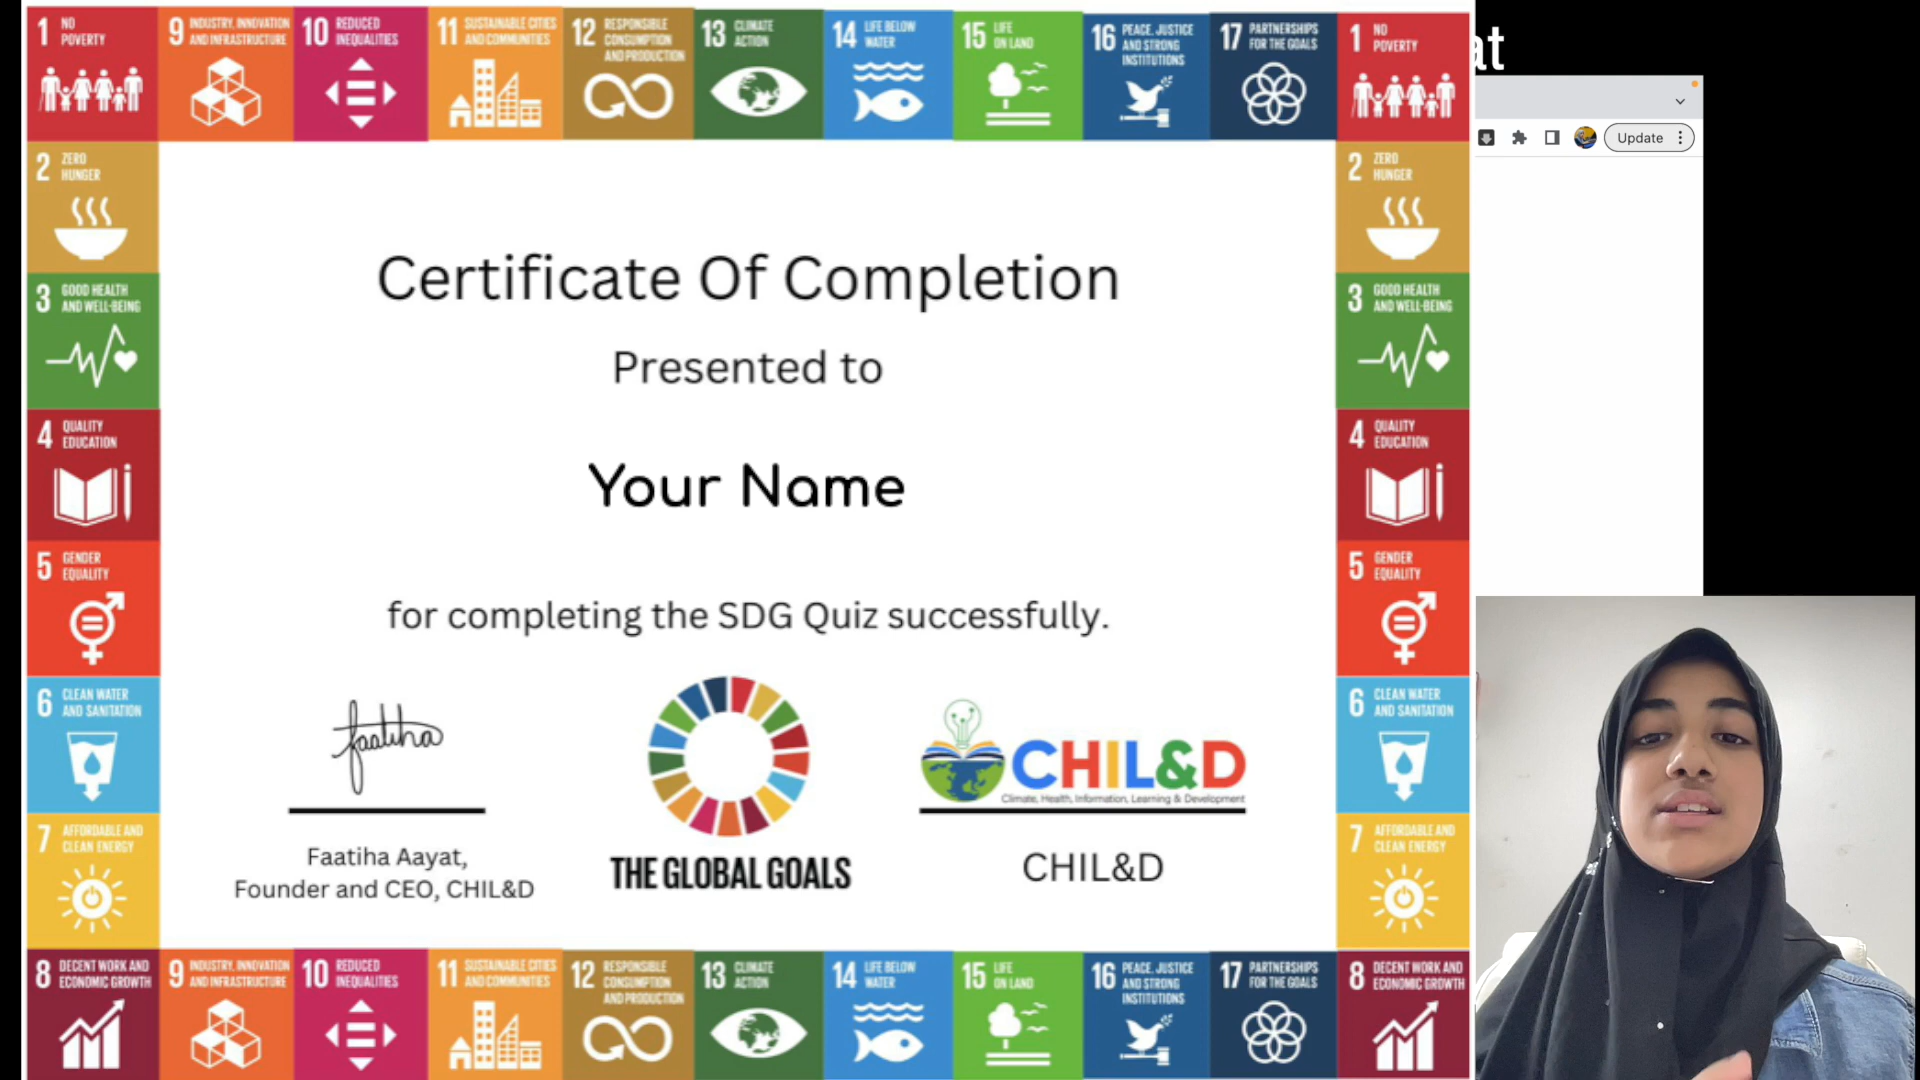 1 NO POVERTY
9 INDUSTRY, INNOVATION AND INFRASTRUCTURE
10 REDUCED INEQUALITIES
11 SUSTAINABLE CITIES AND COMMUNITIES
12 RESPONSIBLE CONSUMPTION AND PRODUCTION
13 CLIMATE ACTION
14 LIFE BELOW WATER
15 LIFE ON LAND
16 PEACE, JUSTICE AND STRONG INSTITUTIONS
17 PARTNERSHIPS FOR THE GOALS
1 NO POVERTY
at
Update
2 ZERO HUNGER
2 ZERO HUNGER
3 GOOD HEALTH AND WELL-BEING
3 GOOD HEALTH AND WELL-BEING
4 QUALITY EDUCATION
4 QUALITY EDUCATION
5 GENDER EQUALITY
5 GENDER EQUALITY
6 CLEAN WATER AND SANITATION
6 CLEAN WATER AND SANITATION
7 AFFORDABLE AND CLEAN ENERGY
7 AFFORDABLE AND CLEAN ENERGY
Certificate Of Completion
Presented to
Your Name
for completing the SDG Quiz successfully.
faatiha
CHIL&D
Climate, Health, Information, Learning & Development
Faatiha Aayat,
Founder and CEO, CHIL&D
THE GLOBAL GOALS
CHIL&D
8 DECENT WORK AND ECONOMIC GROWTH
9 INDUSTRY, INNOVATION AND INFRASTRUCTURE
10 REDUCED INEQUALITIES
11 SUSTAINABLE CITIES AND COMMUNITIES
12 RESPONSIBLE CONSUMPTION AND PRODUCTION
13 CLIMATE ACTION
14 LIFE BELOW WATER
15 LIFE ON LAND
16 PEACE, JUSTICE AND STRONG INSTITUTIONS
17 PARTNERSHIPS FOR THE GOALS
8 DECENT WORK AND ECONOMIC GROWTH